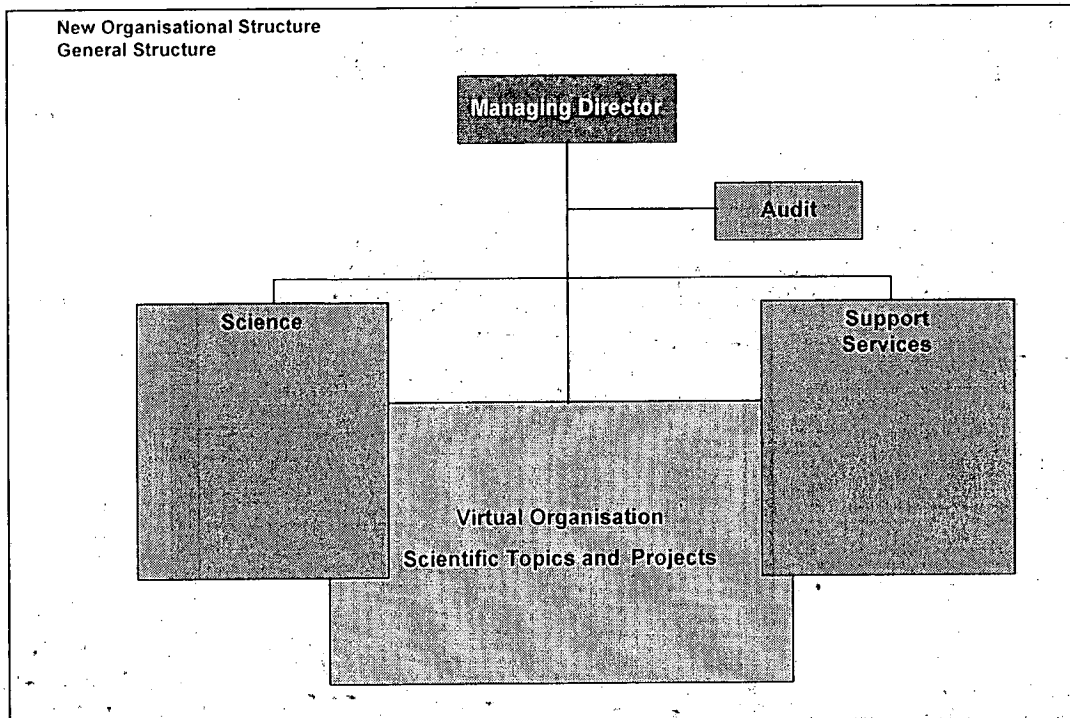 New Organisational Structure
General Structure
Managing Director
Audit
Science
Support
Services
Virtual Organisation
Scientific Topics and Projects